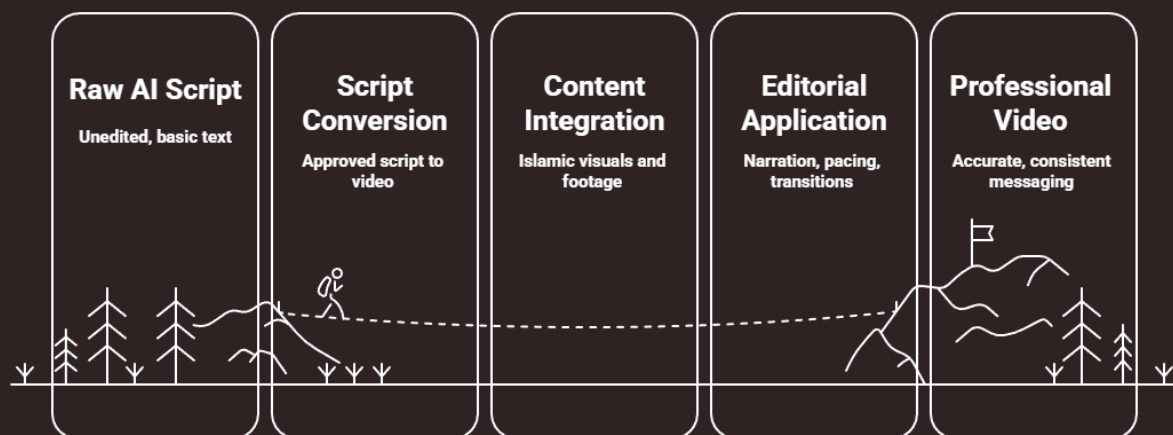 Raw AI Script
Unedited, basic text
Script
Conversion
Approved script to
video
Content
Integration
Islamic visuals and
footage
Editorial
Application
Narration, pacing,
transitions
Professional
Video
Accurate, consistent
messaging